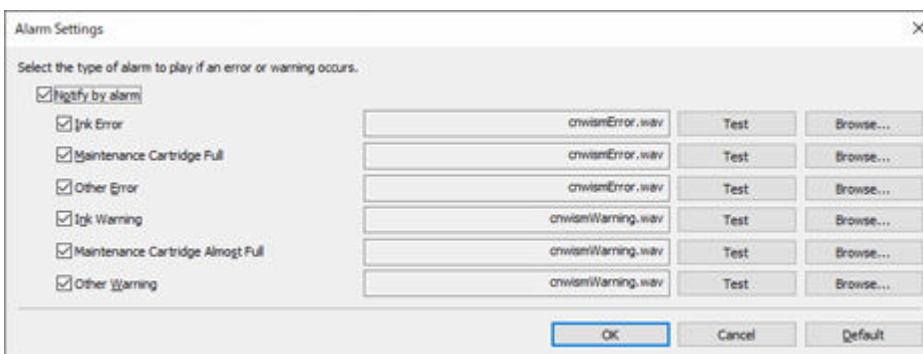 Alarm Settings
Select the type of alarm to play if an error or warning occurs.
Notify by alarm
Ink Error cnwismError.wav Test Browse...
Maintenance Cartridge Full cnwismError.wav Test Browse...
Other Error cnwismError.wav Test Browse...
Ink Warning cnwismWarning.wav Test Browse...
Maintenance Cartridge Almost Full cnwismWarning.wav Test Browse...
Other Warning cnwismWarning.wav Test Browse...
OK Cancel Default